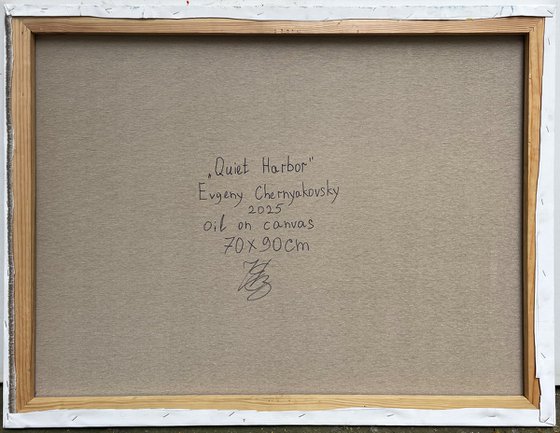 „Quiet Harbor"
Evgeny Chernyakovsky
2025
oil on canvas
70x90cm